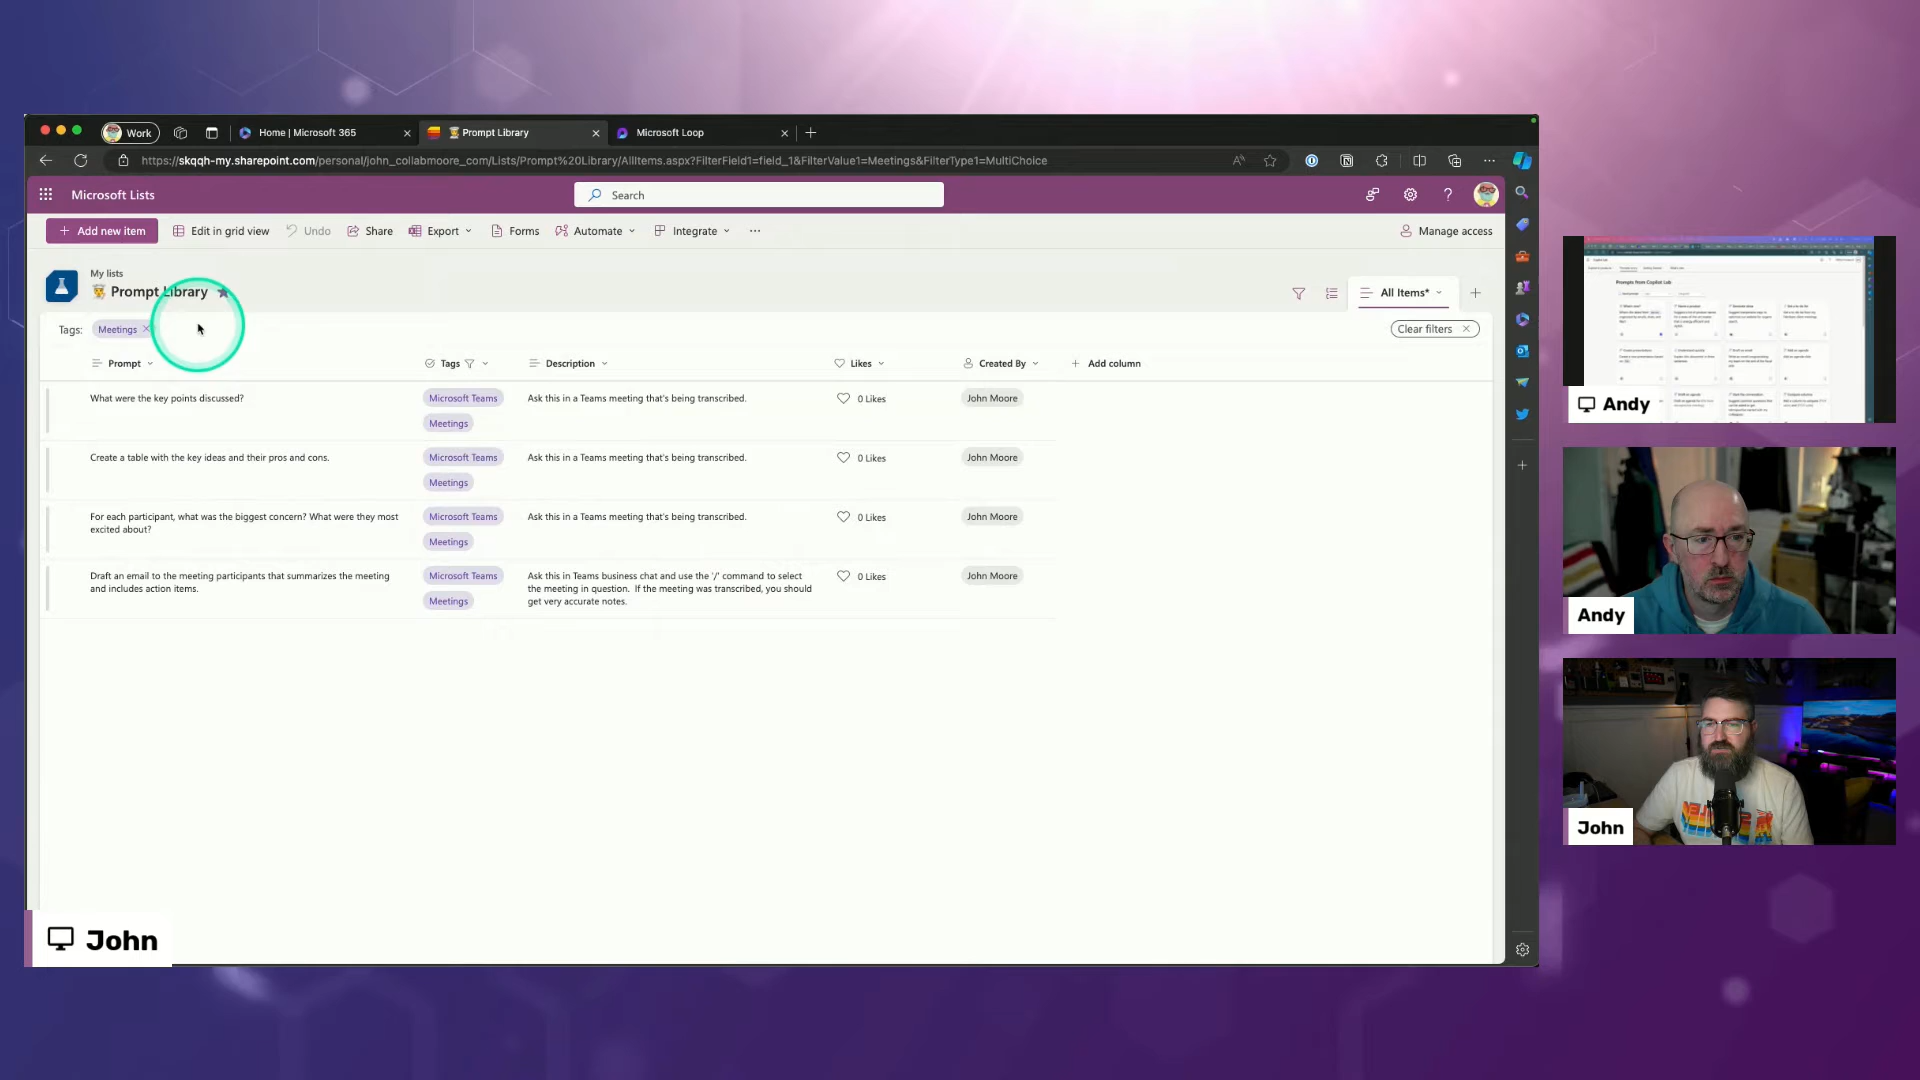 Work
Home | Microsoft 365
Prompt Library
Microsoft Loop
https://skqqh-my.sharepoint.com/personal/john_collabmoore_com/Lists/Prompt%20Library/AllItems.aspx?FilterField1=field_1&FilterValue1=Meetings&FilterType1=MultiChoice
Microsoft Lists
Search
Add new item
Edit in grid view
Undo
Share
Export
Forms
Automate
Integrate
Manage access
My lists
Prompt Library
All Items*
Tags:
Meetings
Clear filters
Prompt
Tags
Description
Likes
Created By
Add column
What were the key points discussed?
Microsoft Teams
Meetings
Ask this in a Teams meeting that's being transcribed.
0 Likes
John Moore
Create a table with the key ideas and their pros and cons.
Microsoft Teams
Meetings
Ask this in a Teams meeting that's being transcribed.
0 Likes
John Moore
For each participant, what was the biggest concern? What were they most
excited about?
Microsoft Teams
Meetings
Ask this in a Teams meeting that's being transcribed.
0 Likes
John Moore
Draft an email to the meeting participants that summarizes the meeting
and includes action items.
Microsoft Teams
Meetings
Ask this in Teams business chat and use the '/' command to select
the meeting in question. If the meeting was transcribed, you should
get very accurate notes.
0 Likes
John Moore
John
Prompts from Copilot Lab
Andy
Andy
John